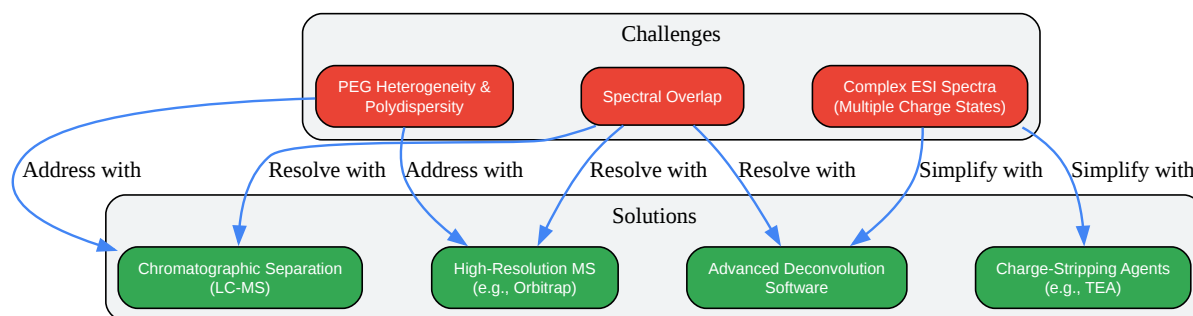 Challenges
PEG Heterogeneity &
Polydispersity
Spectral Overlap
Complex ESI Spectra
(Multiple Charge States)
Address with
Resolve with
Address with
Resolve with
Resolve with
Simplify with
Simplify with
Solutions
Chromatographic Separation
(LC-MS)
High-Resolution MS
(e.g., Orbitrap)
Advanced Deconvolution
Software
Charge-Stripping Agents
(e.g., TEA)